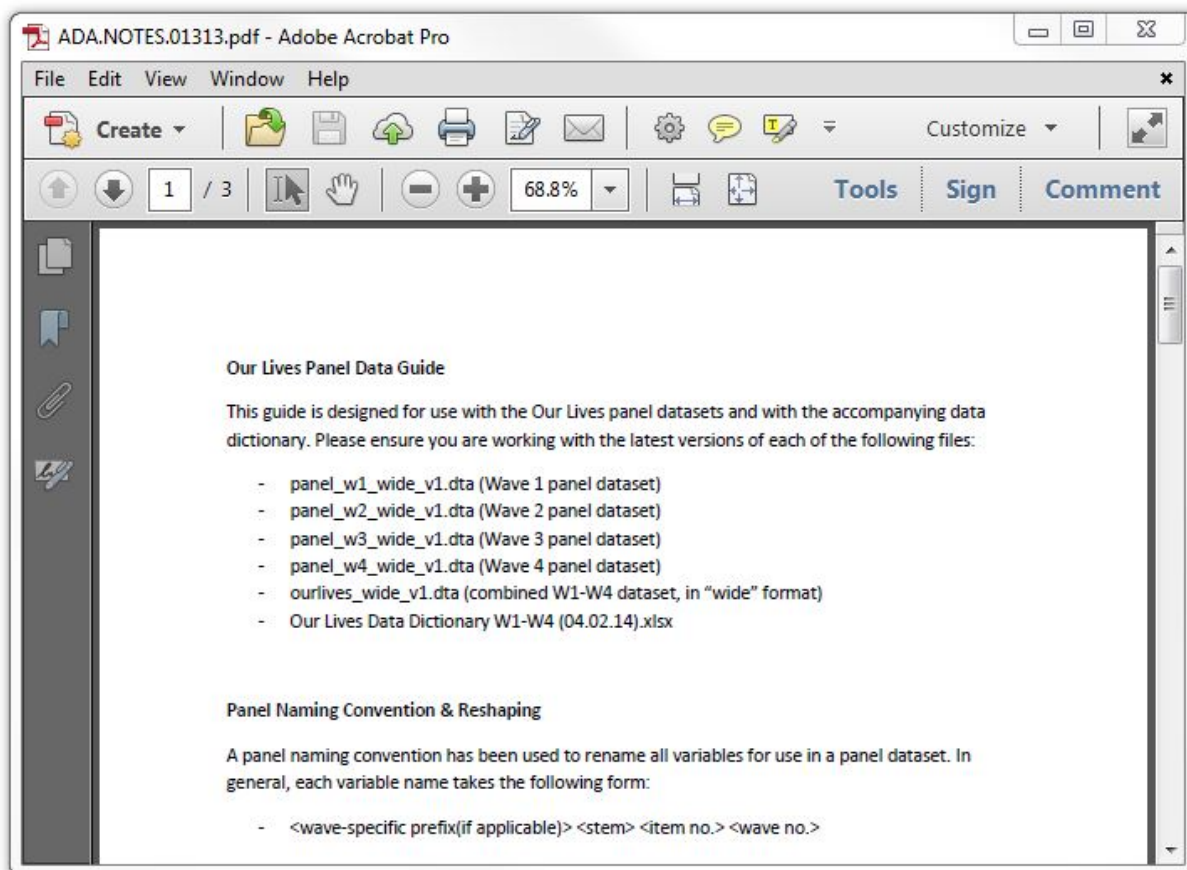 ADA.NOTES.01313.pdf - Adobe Acrobat Pro
File Edit View Window Help
Create Customize
1 / 3 68.8% Tools Sign Comment
Our Lives Panel Data Guide
This guide is designed for use with the Our Lives panel datasets and with the accompanying data
dictionary. Please ensure you are working with the latest versions of each of the following files:
- panel_w1_wide_v1.dta (Wave 1 panel dataset)
- panel_w2_wide_v1.dta (Wave 2 panel dataset)
- panel_w3_wide_v1.dta (Wave 3 panel dataset)
- panel_w4_wide_v1.dta (Wave 4 panel dataset)
- ourlives_wide_v1.dta (combined W1-W4 dataset, in “wide” format)
- Our Lives Data Dictionary W1-W4 (04.02.14).xlsx
Panel Naming Convention & Reshaping
A panel naming convention has been used to rename all variables for use in a panel dataset. In
general, each variable name takes the following form:
- <wave-specific prefix(if applicable)> <stem> <item no.> <wave no.>